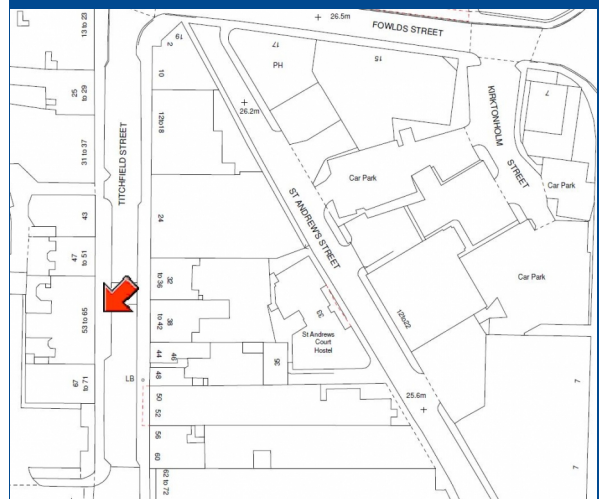 13 to 23
19
2
+ 26.5m
FOWLDS STREET
17
PH
15
25
to 29
10
26.2m
12to18
KIRKTONHOLM
STREET
7
31 to 37
TITCHFIELD STREET
Car Park
Car Park
43
24
ST ANDREWS STREET
47
to 51
32
to 36
Car Park
53 to 65
38
to 42
33
12to22
St Andrews
Court
Hostel
44
46
35
67
to 71
LB
48
50
52
25.6m
7
56
60
7
62 to 72